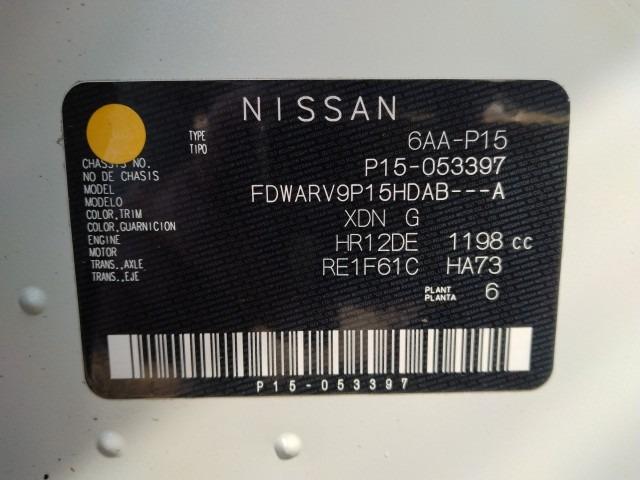 NISSAN
TYPE
TIPO 6AA-P15
CHASSIS NO.
NO DE CHASIS P15-053397
MODEL
MODELO FDWARV9P15HDAB---A
COLOR,TRIM
COLOR,GUARNICION XDN G
ENGINE
MOTOR HR12DE 1198 cc
TRANS.,AXLE
TRANS.,EJE RE1F61C HA73
PLANT
PLANTA 6
P15-053397